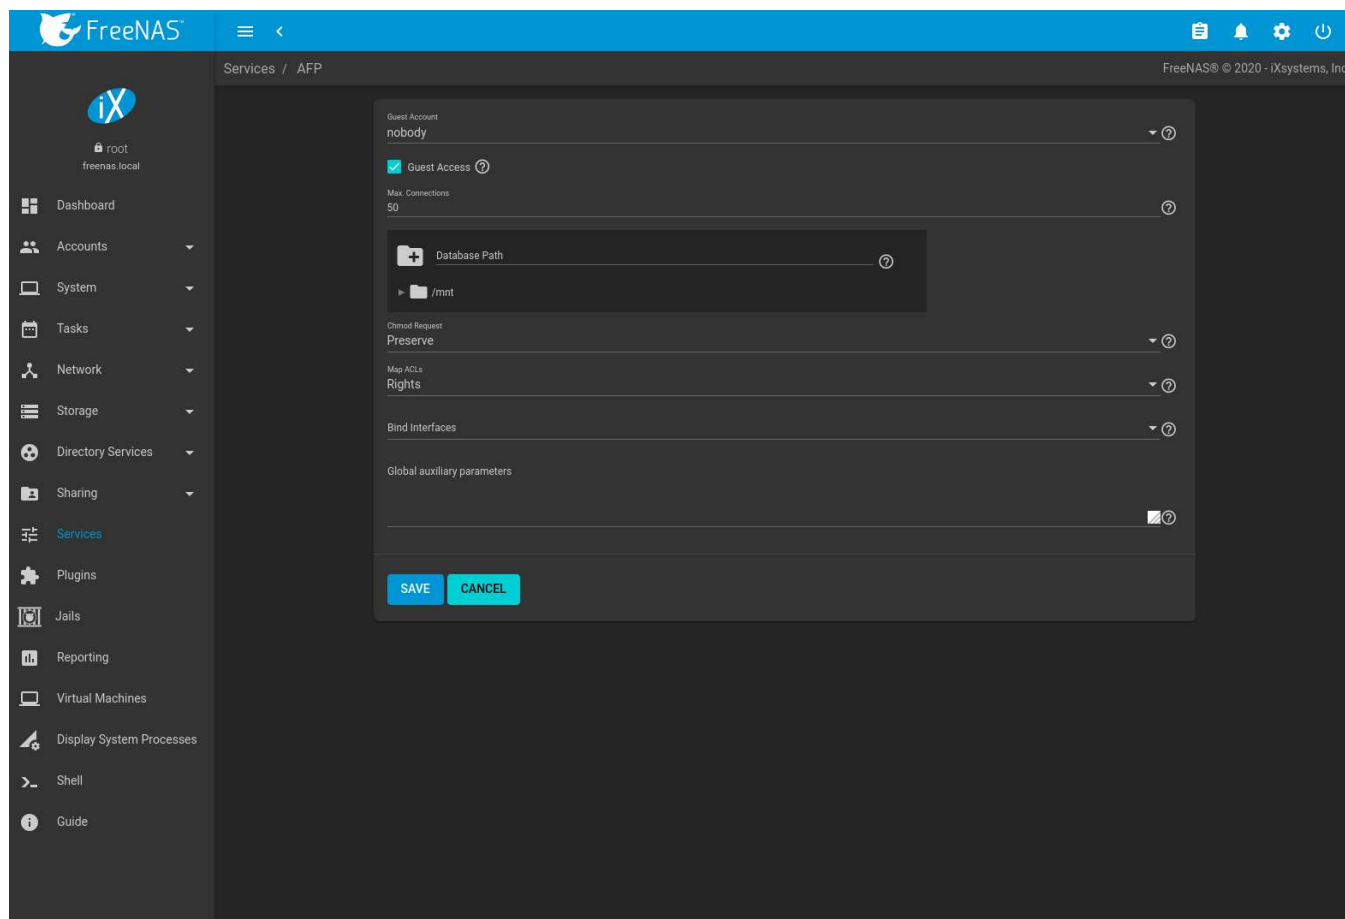 FreeNAS™
Services / AFP
FreeNAS® © 2020 - iXsystems, Inc
iX
root
freenas.local
Dashboard
Accounts
System
Tasks
Network
Storage
Directory Services
Sharing
Services
Plugins
Jails
Reporting
Virtual Machines
Display System Processes
Shell
Guide
Guest Account
nobody
Guest Access
Max. Connections
50
Database Path
/mnt
Chmod Request
Preserve
Map ACLs
Rights
Bind Interfaces
Global auxiliary parameters
SAVE
CANCEL